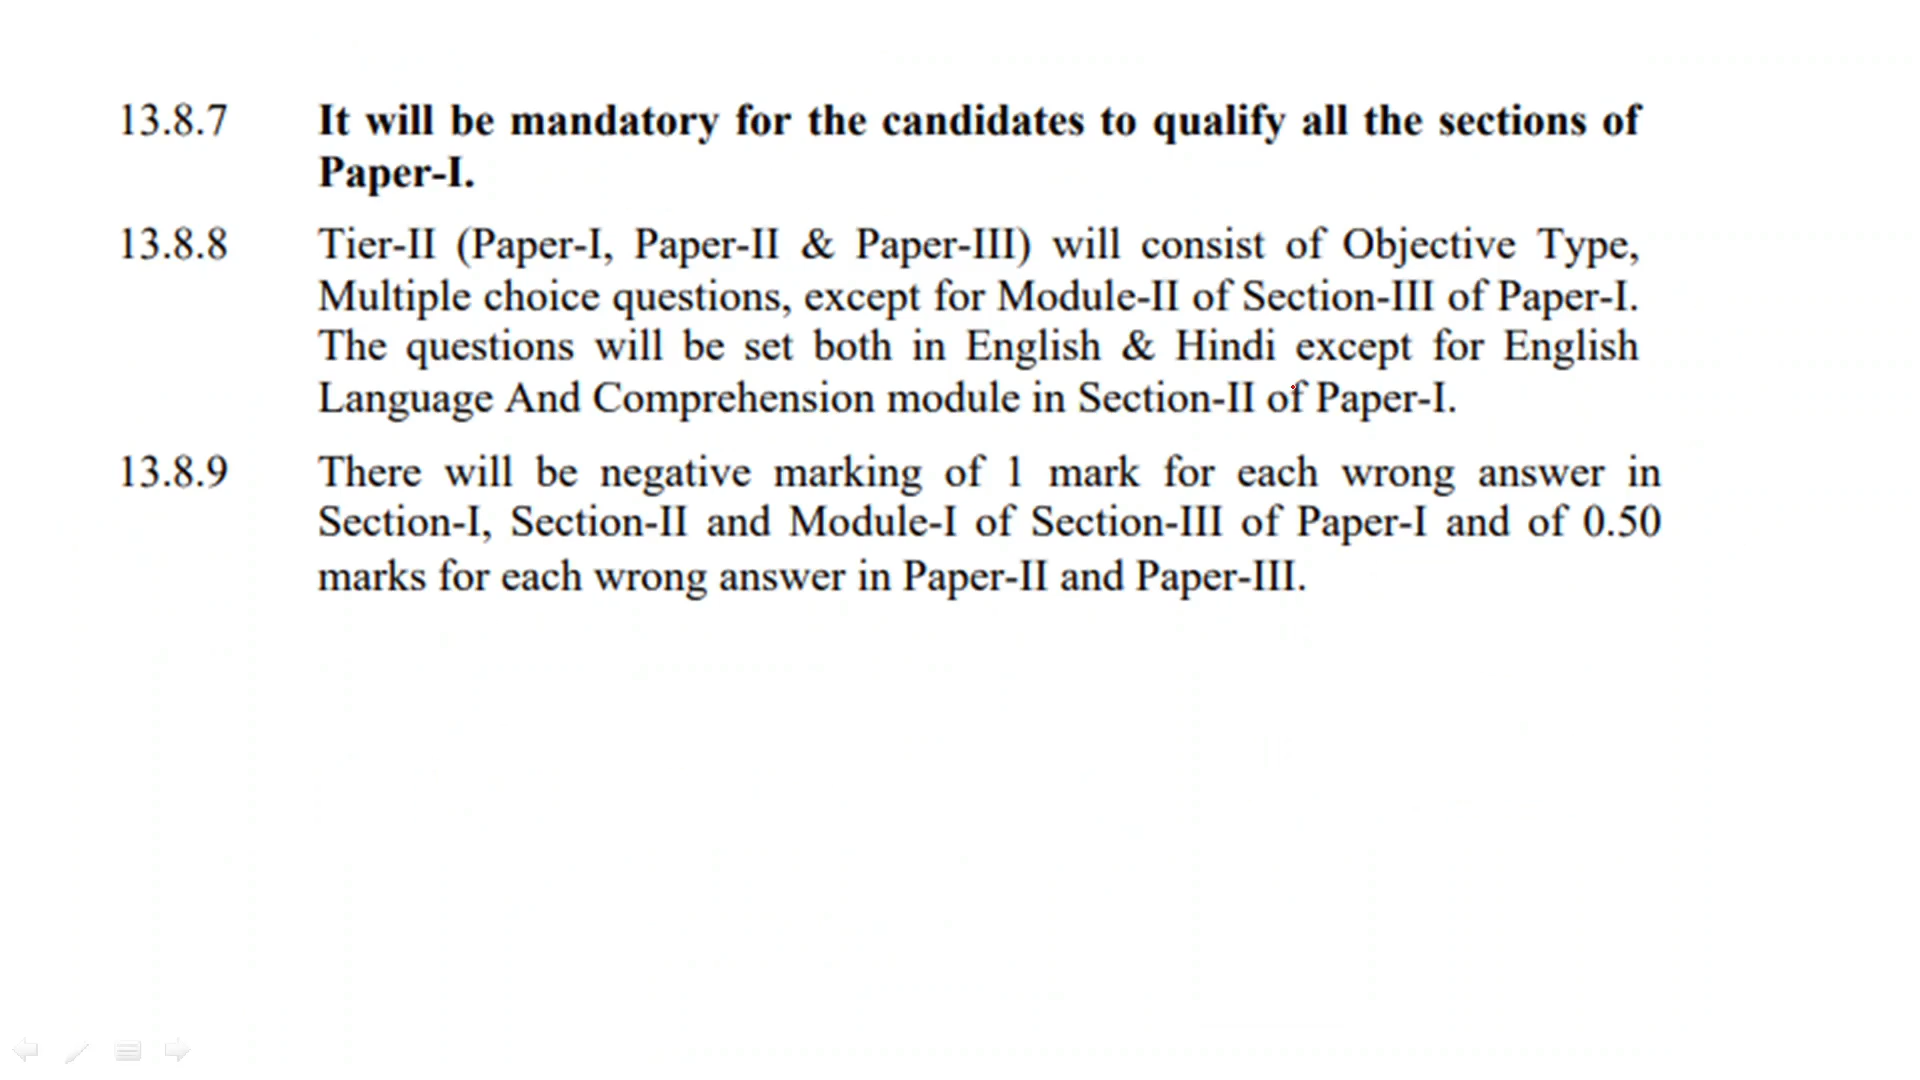 13.8.7 It will be mandatory for the candidates to qualify all the sections of
Paper-I.
13.8.8 Tier-II (Paper-I, Paper-II & Paper-III) will consist of Objective Type,
Multiple choice questions, except for Module-II of Section-III of Paper-I.
The questions will be set both in English & Hindi except for English
Language And Comprehension module in Section-II of Paper-I.
13.8.9 There will be negative marking of 1 mark for each wrong answer in
Section-I, Section-II and Module-I of Section-III of Paper-I and of 0.50
marks for each wrong answer in Paper-II and Paper-III.